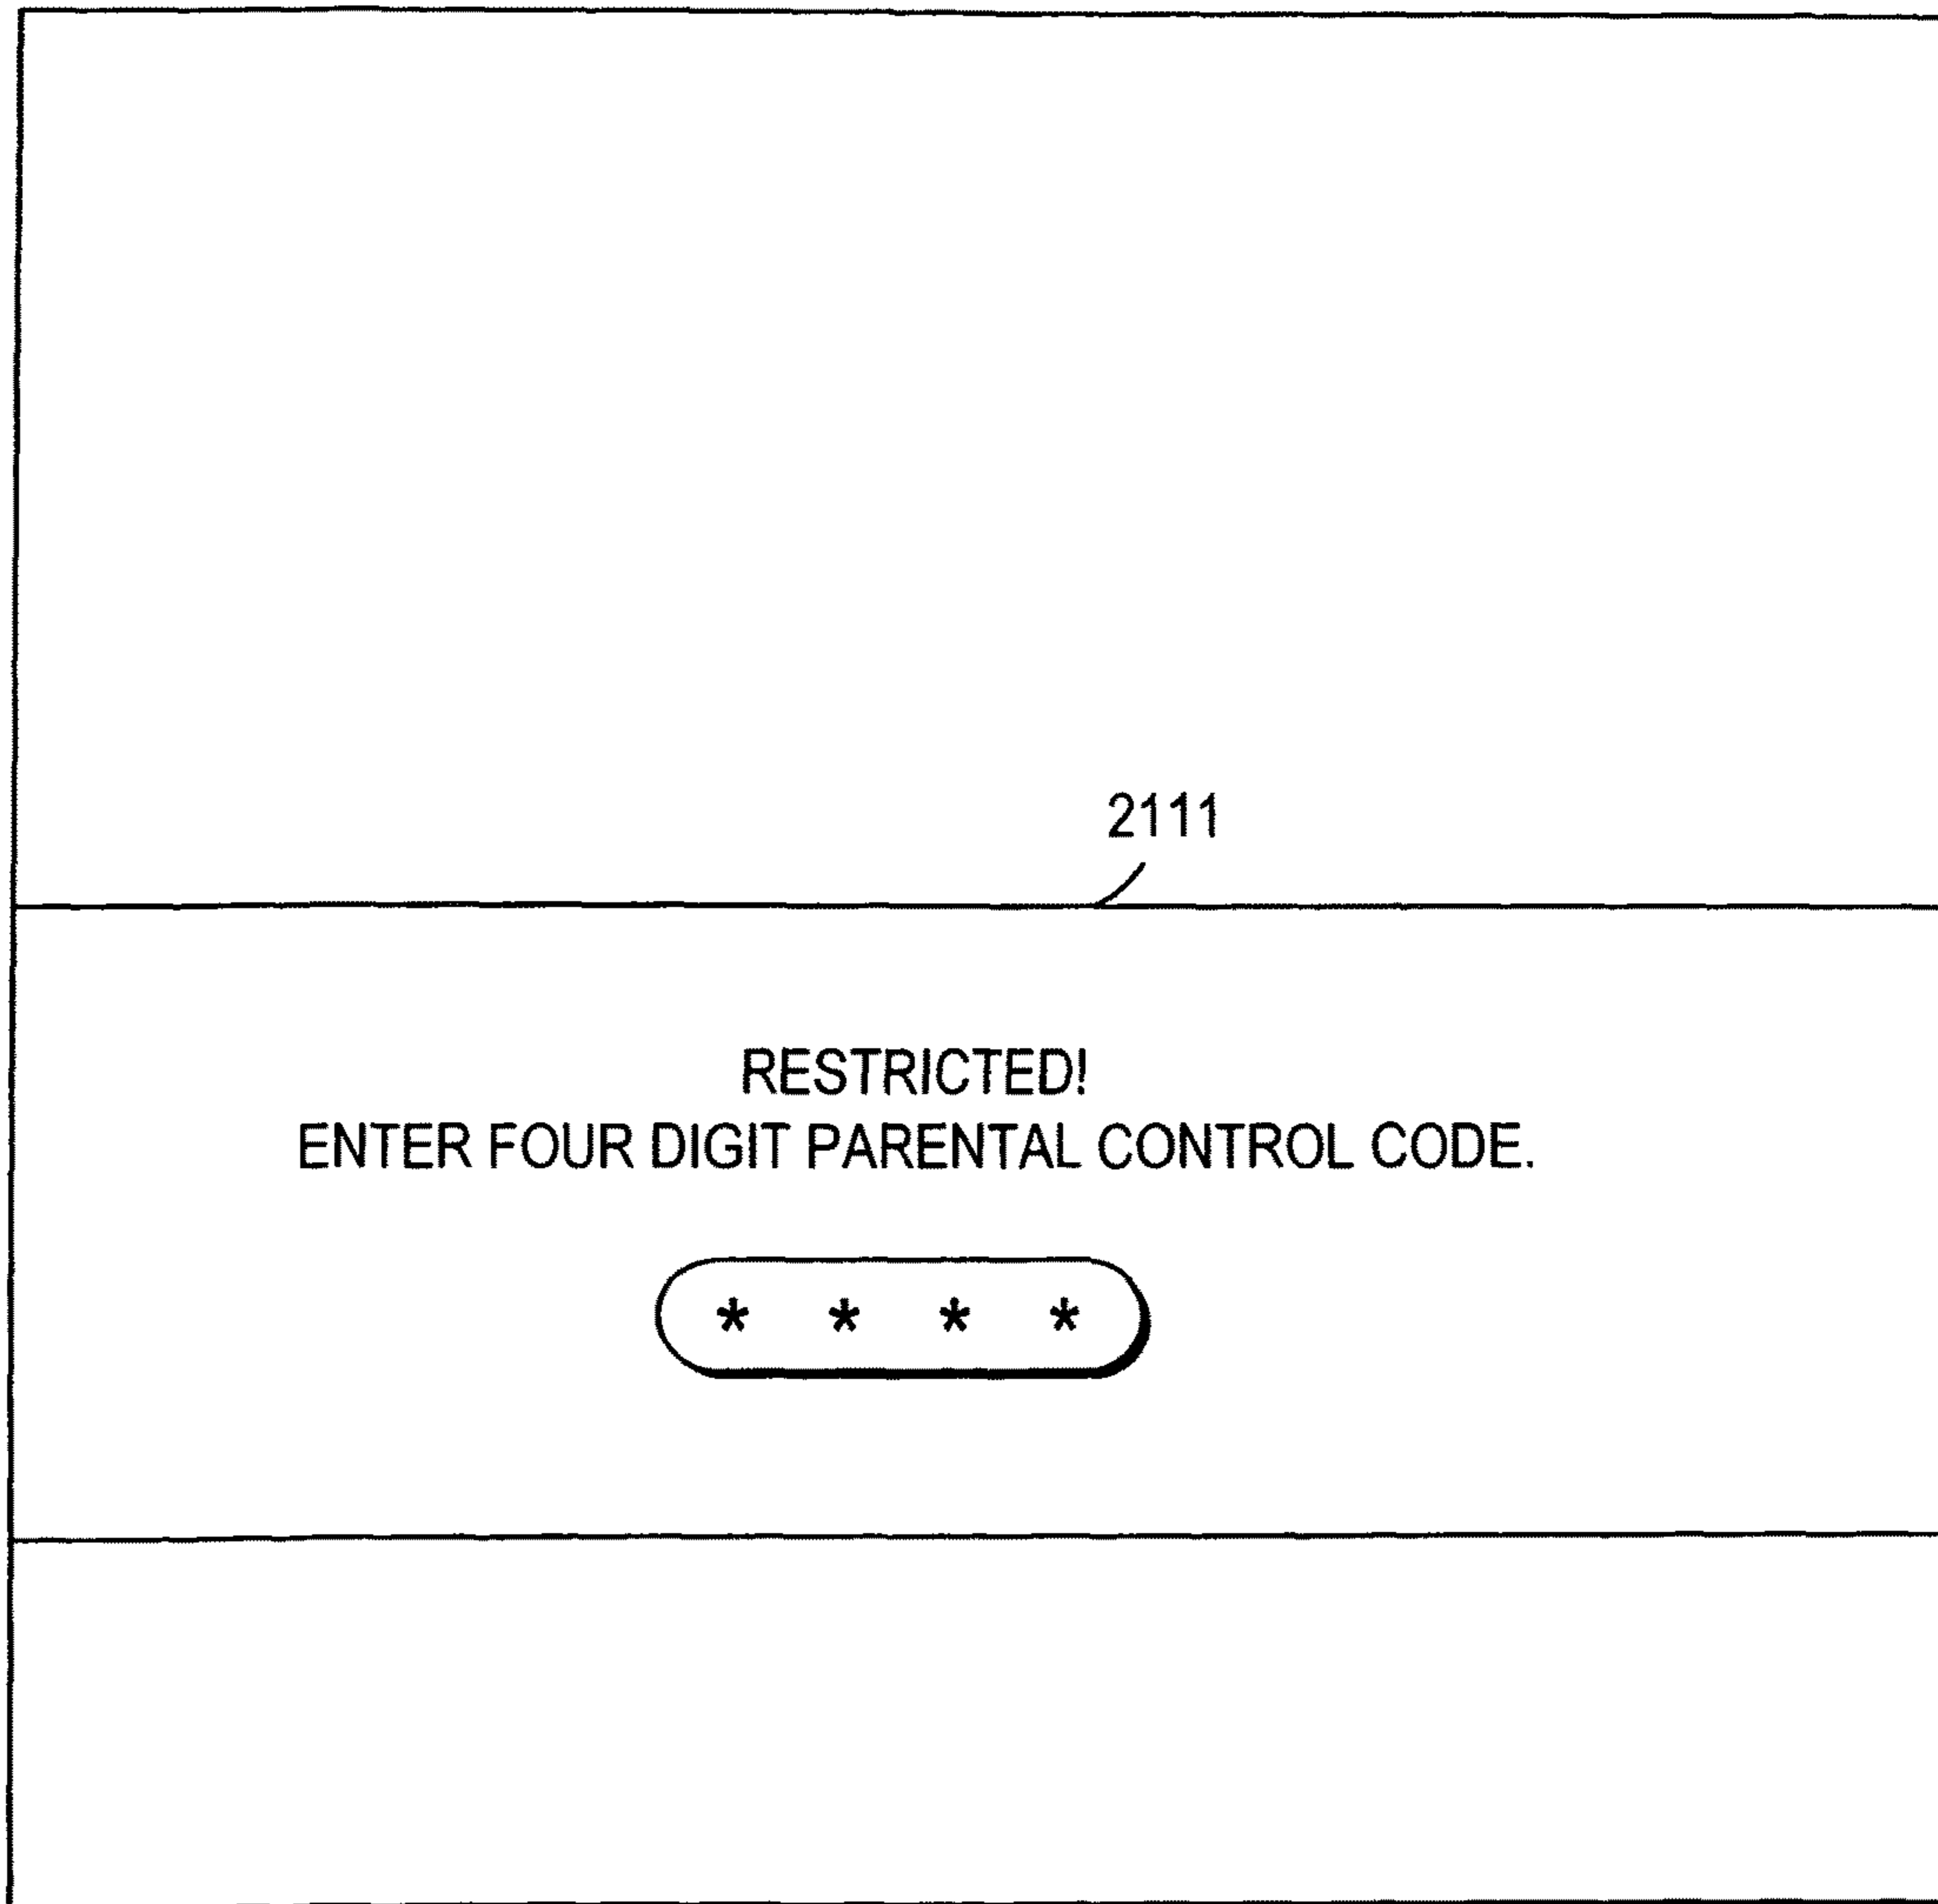 2111
RESTRICTED!
ENTER FOUR DIGIT PARENTAL CONTROL CODE.
* * * *